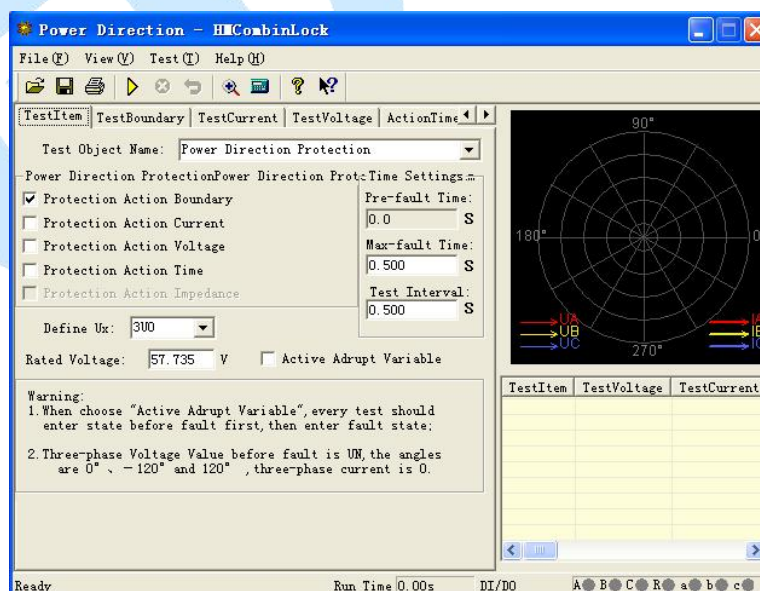 Power Direction - HMCombinLock
File(F) View(V) Test(T) Help(H)
TestItem TestBoundary TestCurrent TestVoltage ActionTime
Test Object Name: Power Direction Protection
Power Direction ProtectionPower Direction Prot
Time Settings
Protection Action Boundary
Pre-fault Time:
0.0 S
Protection Action Current
Protection Action Voltage
Max-fault Time:
0.500 S
Protection Action Time
Protection Action Impedance
Test Interval:
0.500 S
Define Ux: 3U0
Rated Voltage: 57.735 V Active Adrupt Variable
Warning:
1.When choose "Active Adrupt Variable", every test should
enter state before fault first, then enter fault state;
2.Three-phase Voltage Value before fault is UN, the angles
are 0° 、 －120° and 120° , three-phase current is 0.
90°
180°
0
270°
UA
UB
UC
I
I
I
TestItem TestVoltage TestCurrent
Ready Run Time 0.00s DI/DO A B C R a b c